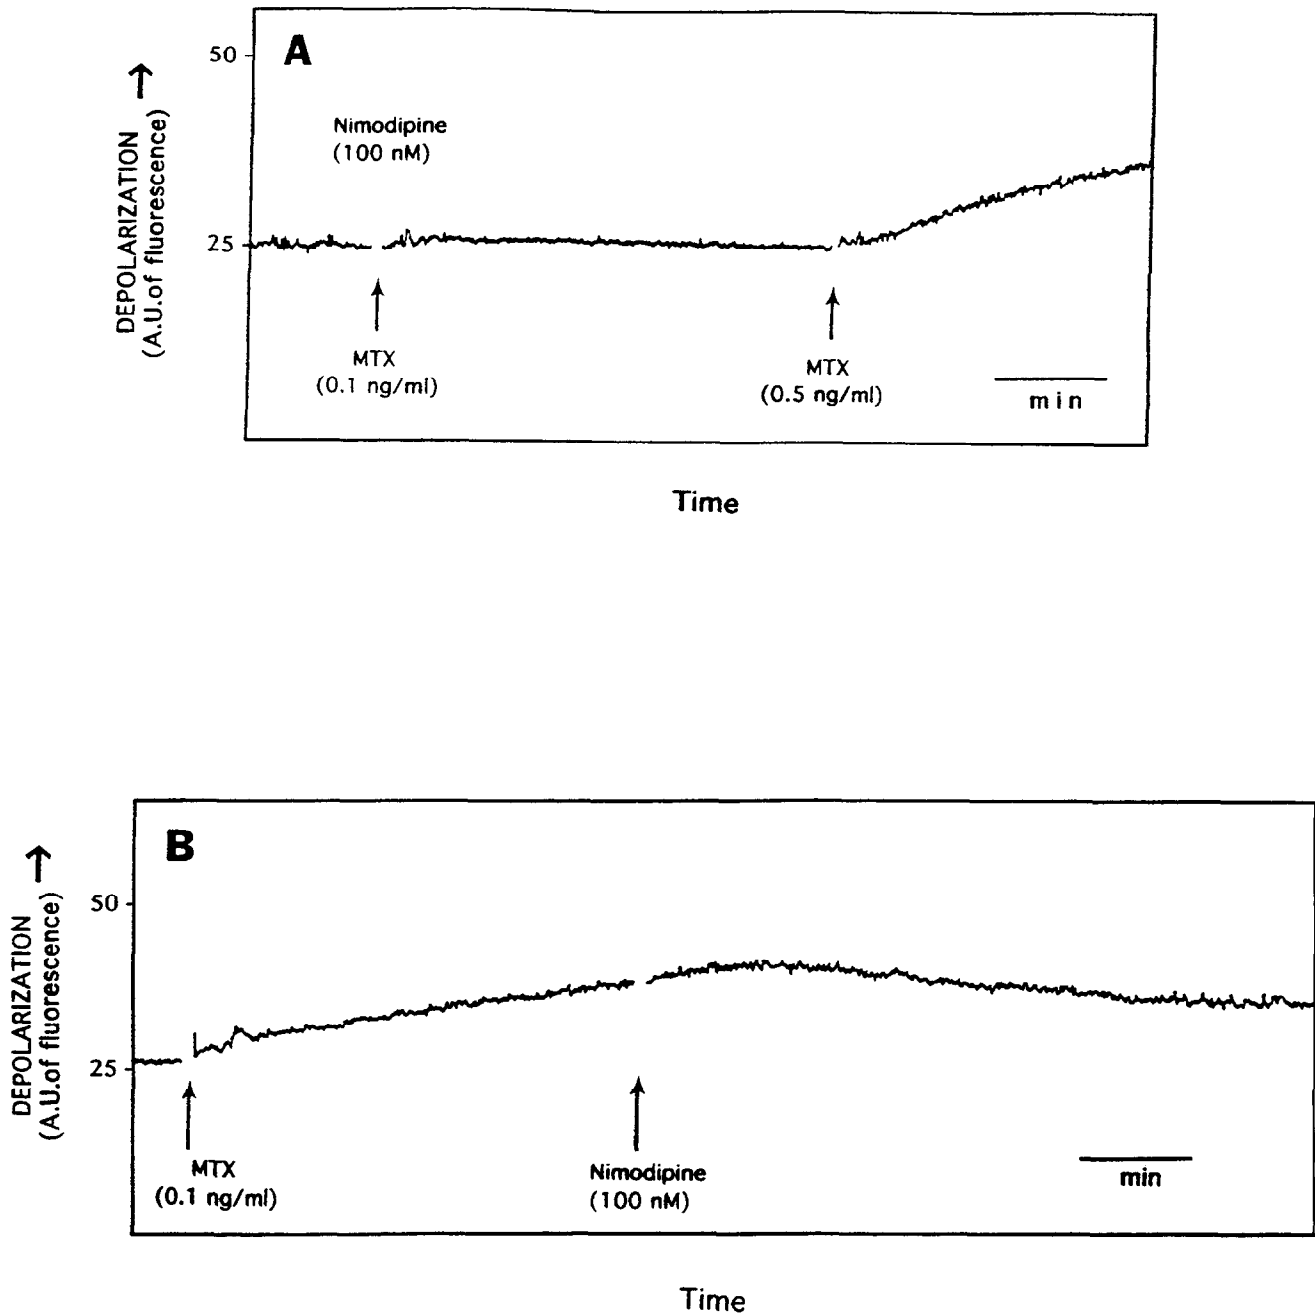 A
50
Nimodipine
(100 nM)
DEPOLARIZATION
(A.U.of fluorescence)
25
MTX
(0.1 ng/ml)
MTX
(0.5 ng/ml)
min
Time
B
DEPOLARIZATION
(A.U.of fluorescence)
50
25
MTX
(0.1 ng/ml)
Nimodipine
(100 nM)
min
Time